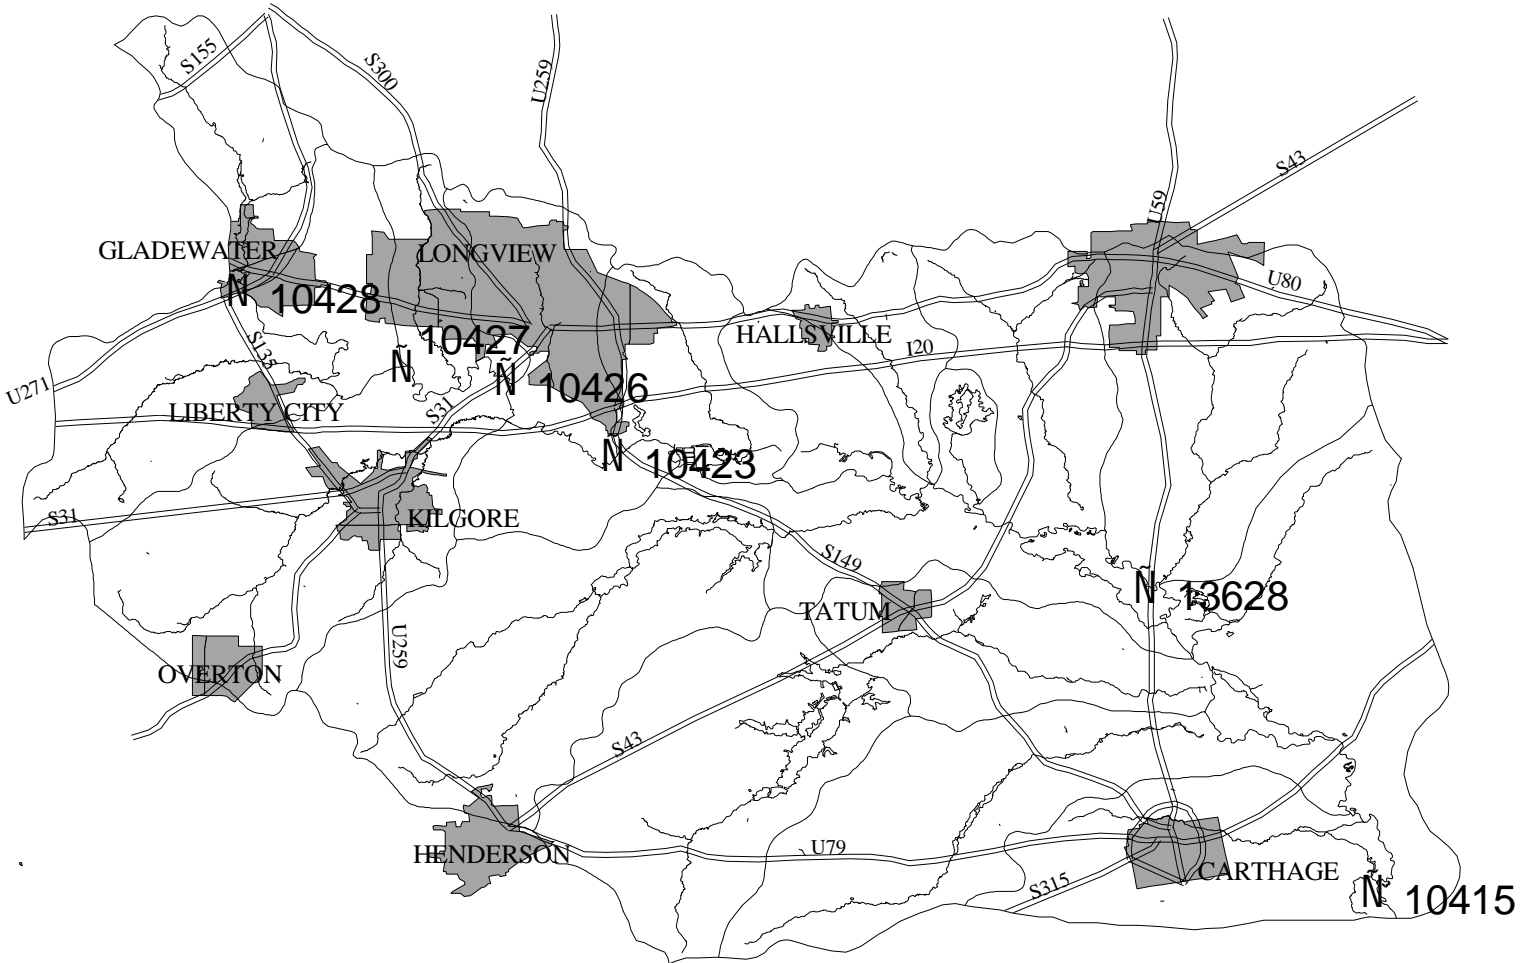 S155
S300
U259
S43
U59
GLADEWATER
LONGVIEW
U80
Ñ 10428
HALLSVILLE
Ñ 10427
S135
I20
U271
Ñ 10426
LIBERTY CITY
S31
Ñ 10423
S31
KILGORE
S149
Ñ 13628
TATUM
U259
OVERTON
S43
HENDERSON
U79
CARTHAGE
S315
Ñ 10415